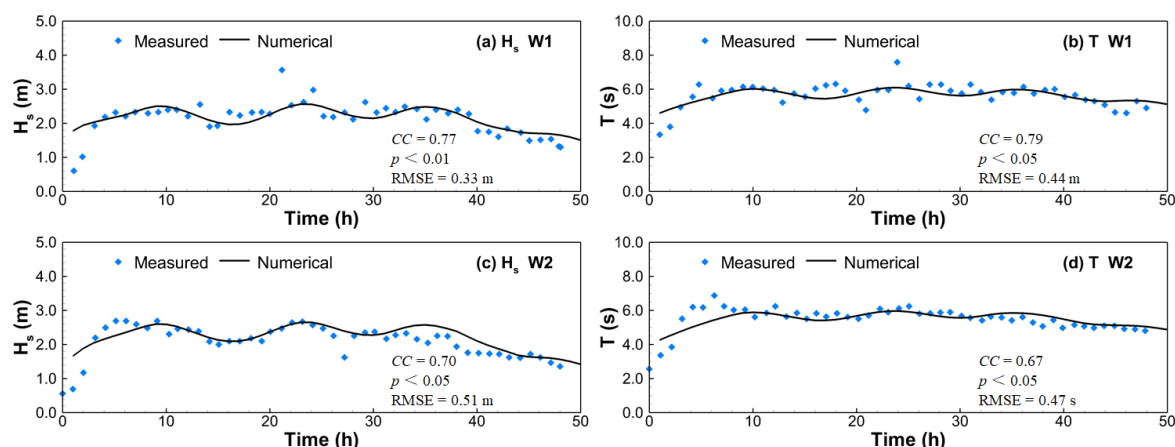 5.0
4.0
3.0
2.0
1.0
0.0
H_s (m)
Measured
Numerical
(a) H_s W1
CC = 0.77
p < 0.01
RMSE = 0.33 m
0 10 20 30 40 50
Time (h)
10.0
8.0
6.0
4.0
2.0
0.0
T (s)
Measured
Numerical
(b) T W1
CC = 0.79
p < 0.05
RMSE = 0.44 m
0 10 20 30 40 50
Time (h)
5.0
4.0
3.0
2.0
1.0
0.0
H_s (m)
Measured
Numerical
(c) H_s W2
CC = 0.70
p < 0.05
RMSE = 0.51 m
0 10 20 30 40 50
Time (h)
10.0
8.0
6.0
4.0
2.0
0.0
T (s)
Measured
Numerical
(d) T W2
CC = 0.67
p < 0.05
RMSE = 0.47 s
0 10 20 30 40 50
Time (h)